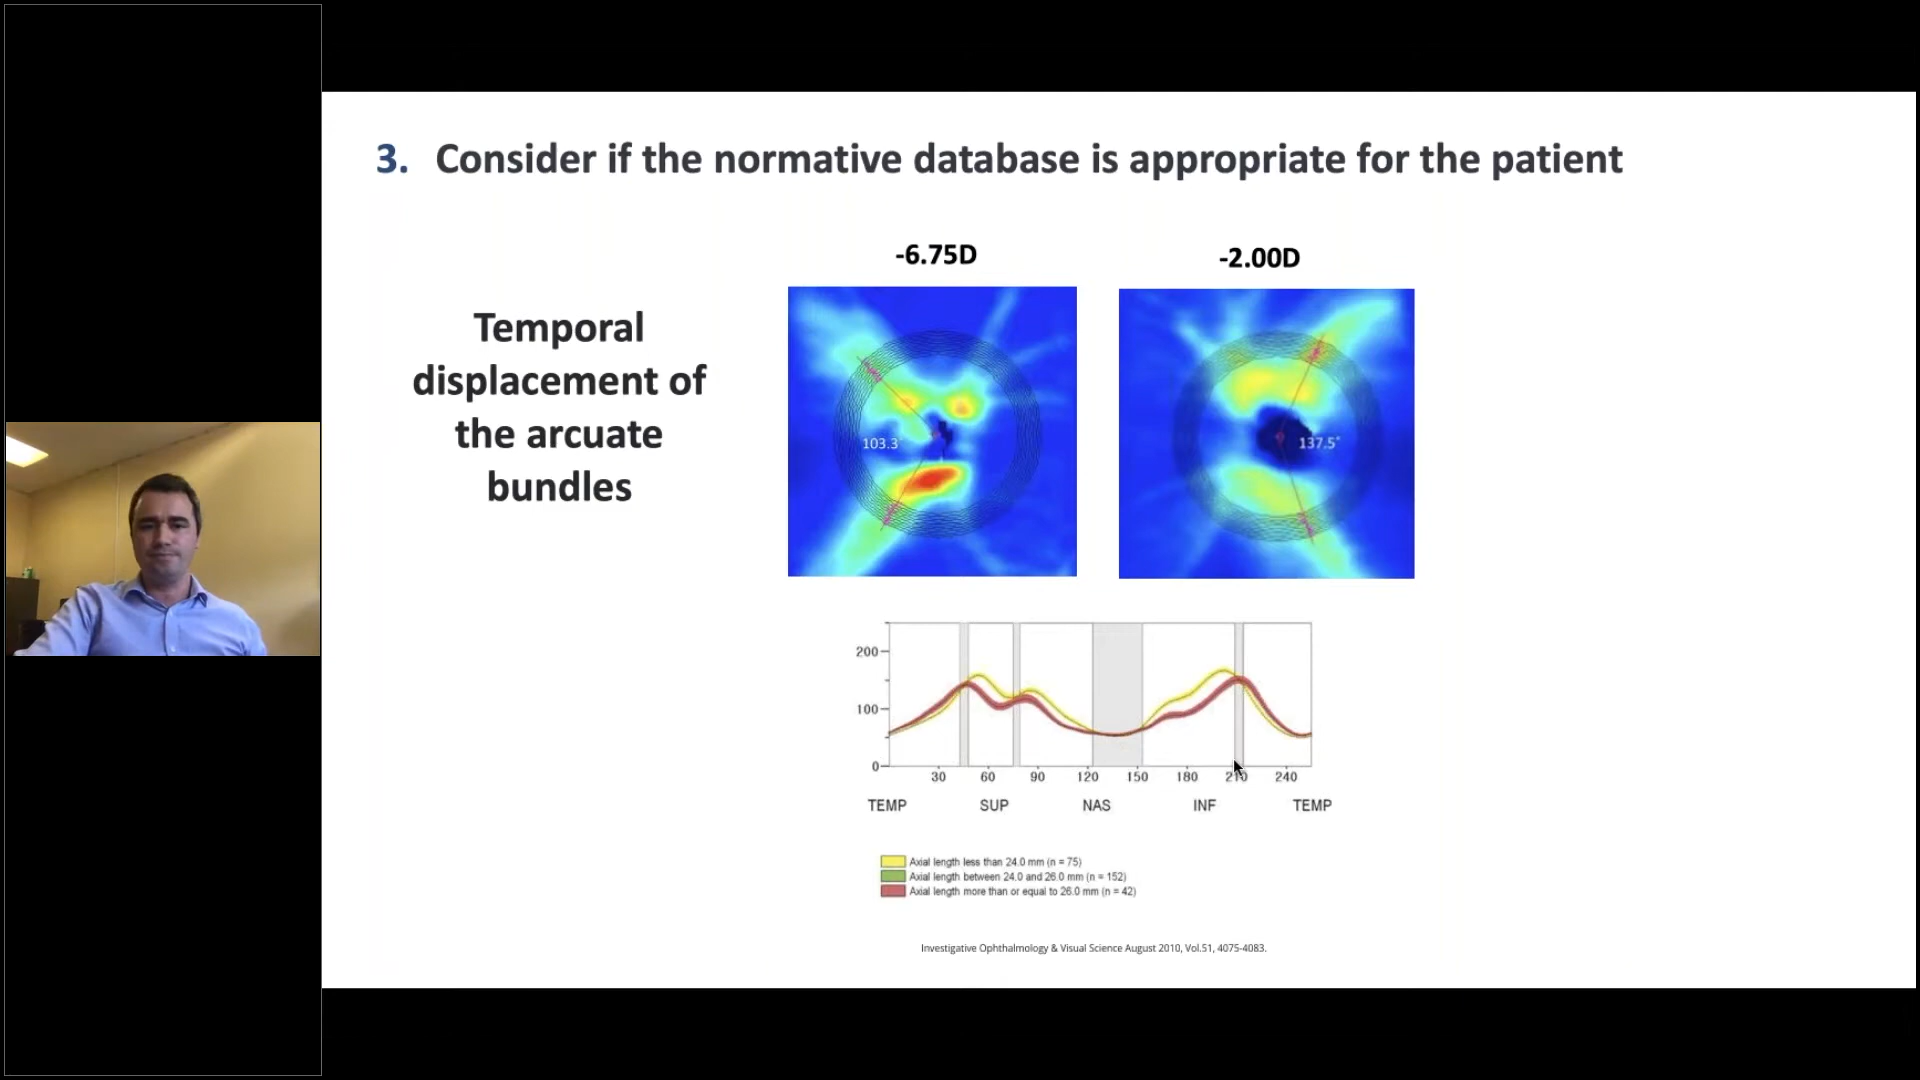 3. Consider if the normative database is appropriate for the patient
Temporal
displacement of
the arcuate
bundles
-6.75D
-2.00D
103.3°
137.5°
200
100
0
30 60 90 120 150 180 210 240
TEMP SUP NAS INF TEMP
Axial length less than 24.0 mm (n = 75)
Axial length between 24.0 and 26.0 mm (n = 152)
Axial length more than or equal to 26.0 mm (n = 42)
Investigative Ophthalmology & Visual Science August 2010, Vol.51, 4075-4083.